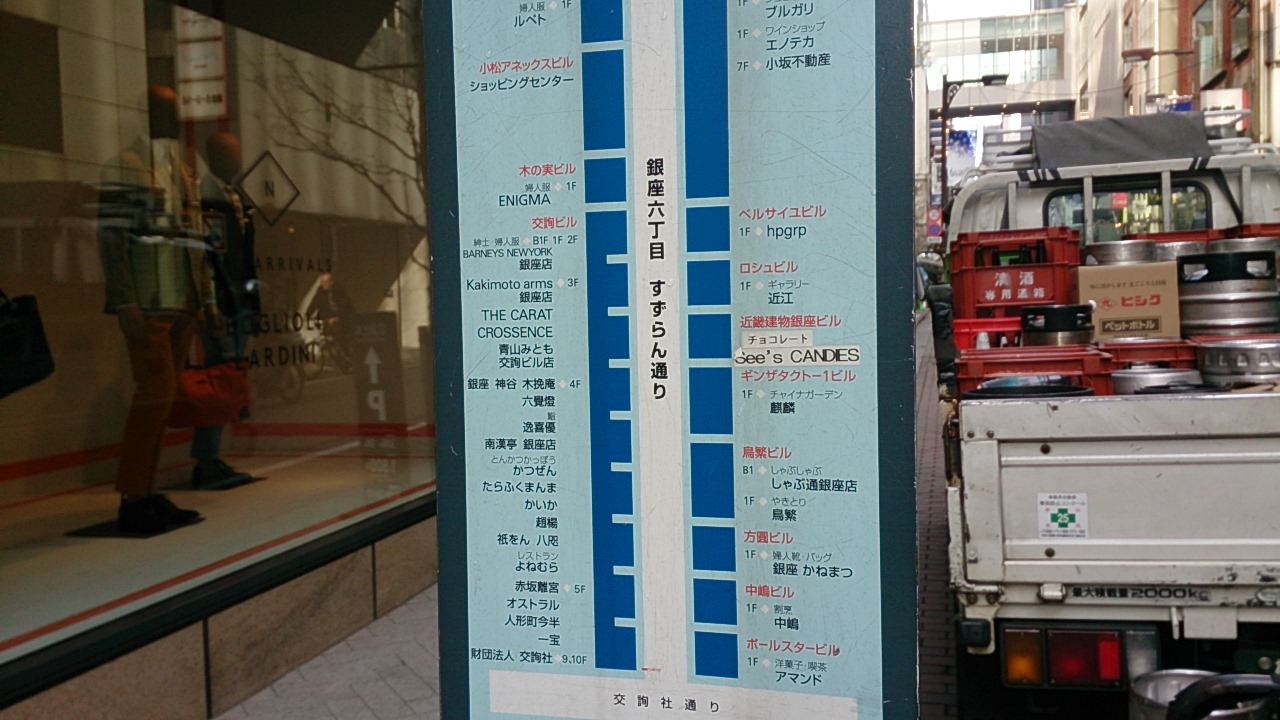 婦人服 1F
ルペト
小松アネックスビル
ショッピングセンター
木の実ビル
婦人服 1F
ENIGMA
交詢ビル
紳士・婦人服 B1F 1F 2F
BARNEYS NEWYORK
銀座店
Kakimoto arms 3F
銀座店
THE CARAT
CROSSENCE
青山みとも
交詢ビル店
銀座 神谷 木挽庵 4F
六覺燈
鮨
逸喜優
南漢亭 銀座店
とんかつかっぽう
かつぜん
たらふくまんま
かいか
趙楊
祇をん 八咫
レストラン
よねむら
赤坂離宮 5F
オストラル
人形町今半
一宝
財団法人 交詢社 9.10F
銀座六丁目 すずらん通り
1F
ブルガリ
1F ワインショップ
エノテカ
7F 小坂不動産
ベルサイユビル
1F hpgrp
ロシュビル
1F ギャラリー
近江
近畿建物銀座ビル
チョコレート
See's CANDIES
ギンザタクトー1ビル
1F チャイナガーデン
麒麟
鳥繁ビル
B1 しゃぶしゃぶ
しゃぶ通銀座店
1F やきとり
鳥繁
方圓ビル
1F 婦人靴・バッグ
銀座 かねまつ
中嶋ビル
1F 割烹
中嶋
ポールスタービル
1F 洋菓子・喫茶
アマンド
交詢社通り
N
ARRIVALS
BOGLIOLI
LARDINI
P
酒
専用通箱
ヒシク
ペットボトル
25
最大積載量 2000kg